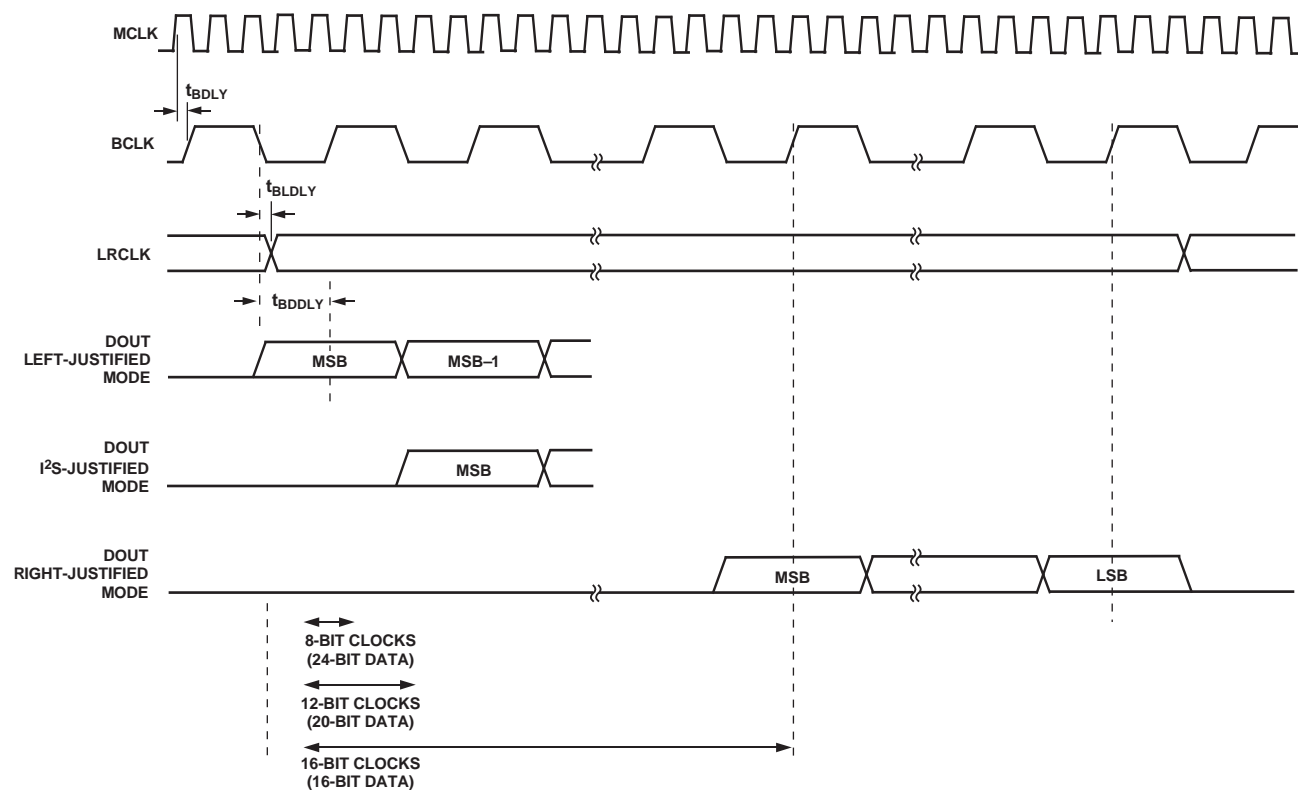 MCLK
tBDLY
BCLK
tBLDLY
LRCLK
tBDDLY
DOUT
LEFT-JUSTIFIED
MODE
MSB
MSB–1
DOUT
I²S-JUSTIFIED
MODE
MSB
DOUT
RIGHT-JUSTIFIED
MODE
MSB
LSB
8-BIT CLOCKS
(24-BIT DATA)
12-BIT CLOCKS
(20-BIT DATA)
16-BIT CLOCKS
(16-BIT DATA)